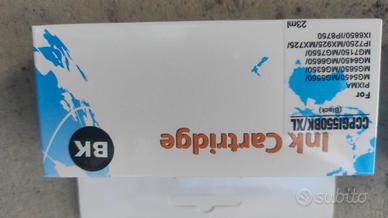 Ink Cartridge
BK
CCPGI550BK/XL
(Black)
For
PIXMA
MG5450/MG5550/
MG5650/MG6350/
MG6450/MG6650/
MG7150/MG7550/
IP7250/MX925/MX725/
IX6850/IP8750
23ml
subito